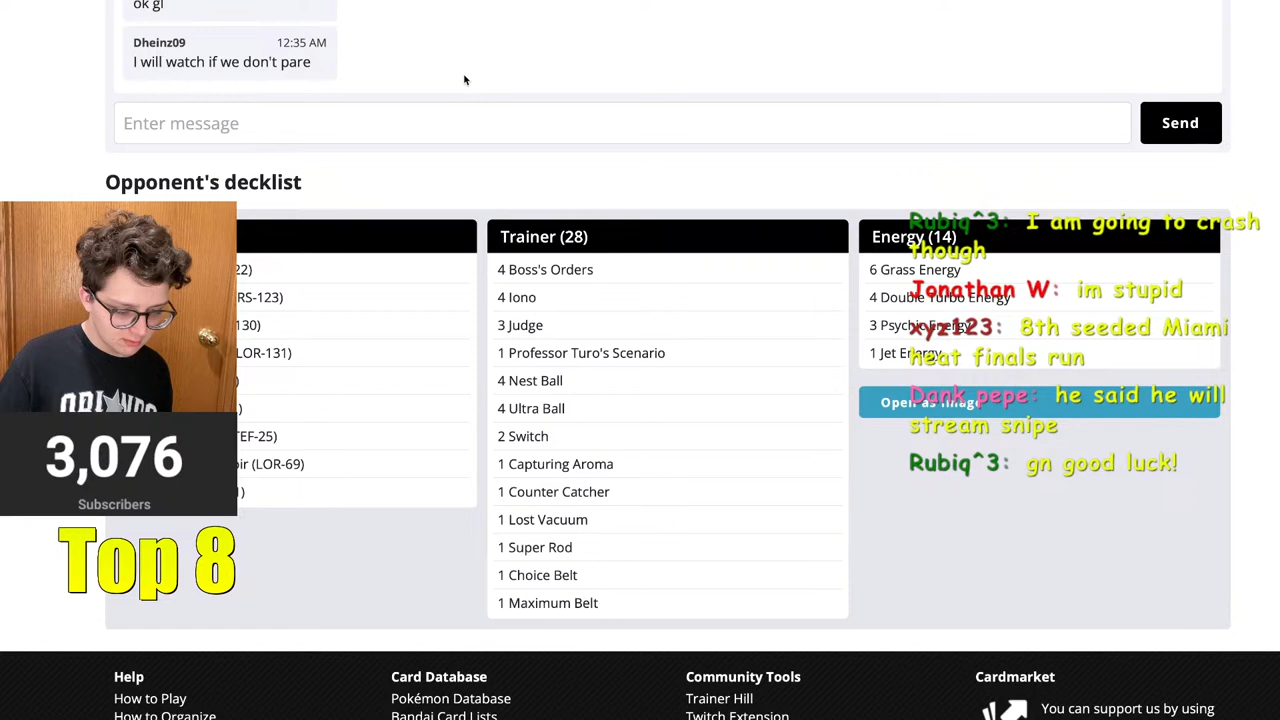 ok gl
Dheinz09 12:35 AM
I will watch if we don't pare
Enter message
Send
Opponent's decklist
22)
RS-123)
130)
LOR-131)
)
)
TEF-25)
oir (LOR-69)
1)
Trainer (28)
4 Boss's Orders
4 Iono
3 Judge
1 Professor Turo's Scenario
4 Nest Ball
4 Ultra Ball
2 Switch
1 Capturing Aroma
1 Counter Catcher
1 Lost Vacuum
1 Super Rod
1 Choice Belt
1 Maximum Belt
Energy (14)
6 Grass Energy
4 Double Turbo Energy
3 Psychic Energy
1 Jet Energy
Open as Image
Rubiq^3: I am going to crash
though
Jonathan W: im stupid
xyz123: 8th seeded Miami
heat finals run
Dank pepe: he said he will
stream snipe
Rubiq^3: gn good luck!
3,076
Subscribers
Top 8
Help
How to Play
How to Organize
Card Database
Pokémon Database
Bandai Card Lists
Community Tools
Trainer Hill
Twitch Extension
Cardmarket
You can support us by using